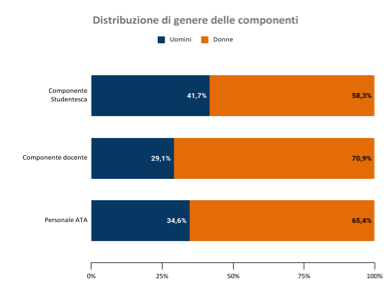 Distribuzione di genere delle componenti
Uomini Donne
Componente
Studentesca
41,7% 58,3%
Componente docente
29,1% 70,9%
Personale ATA
34,6% 65,4%
0% 25% 50% 75% 100%